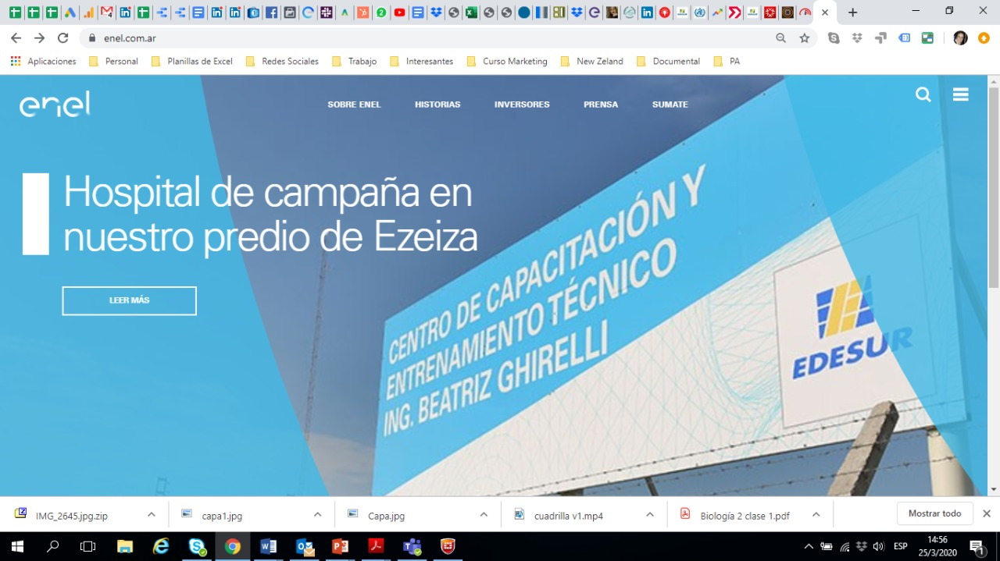 enel.com.ar
Aplicaciones
Personal
Planillas de Excel
Redes Sociales
Trabajo
Interesantes
Curso Marketing
New Zeland
Documental
PA
enel
SOBRE ENEL
HISTORIAS
INVERSORES
PRENSA
SUMATE
Hospital de campaña en
nuestro predio de Ezeiza
LEER MÁS
CENTRO DE CAPACITACIÓN Y
ENTRENAMIENTO TÉCNICO
ING. BEATRIZ GHIRELLI
EDESUR
IMG_2645.jpg.zip
capa1.jpg
Capa.jpg
cuadrilla v1.mp4
Biología 2 clase 1.pdf
Mostrar todo
ESP
14:56
25/3/2020
1